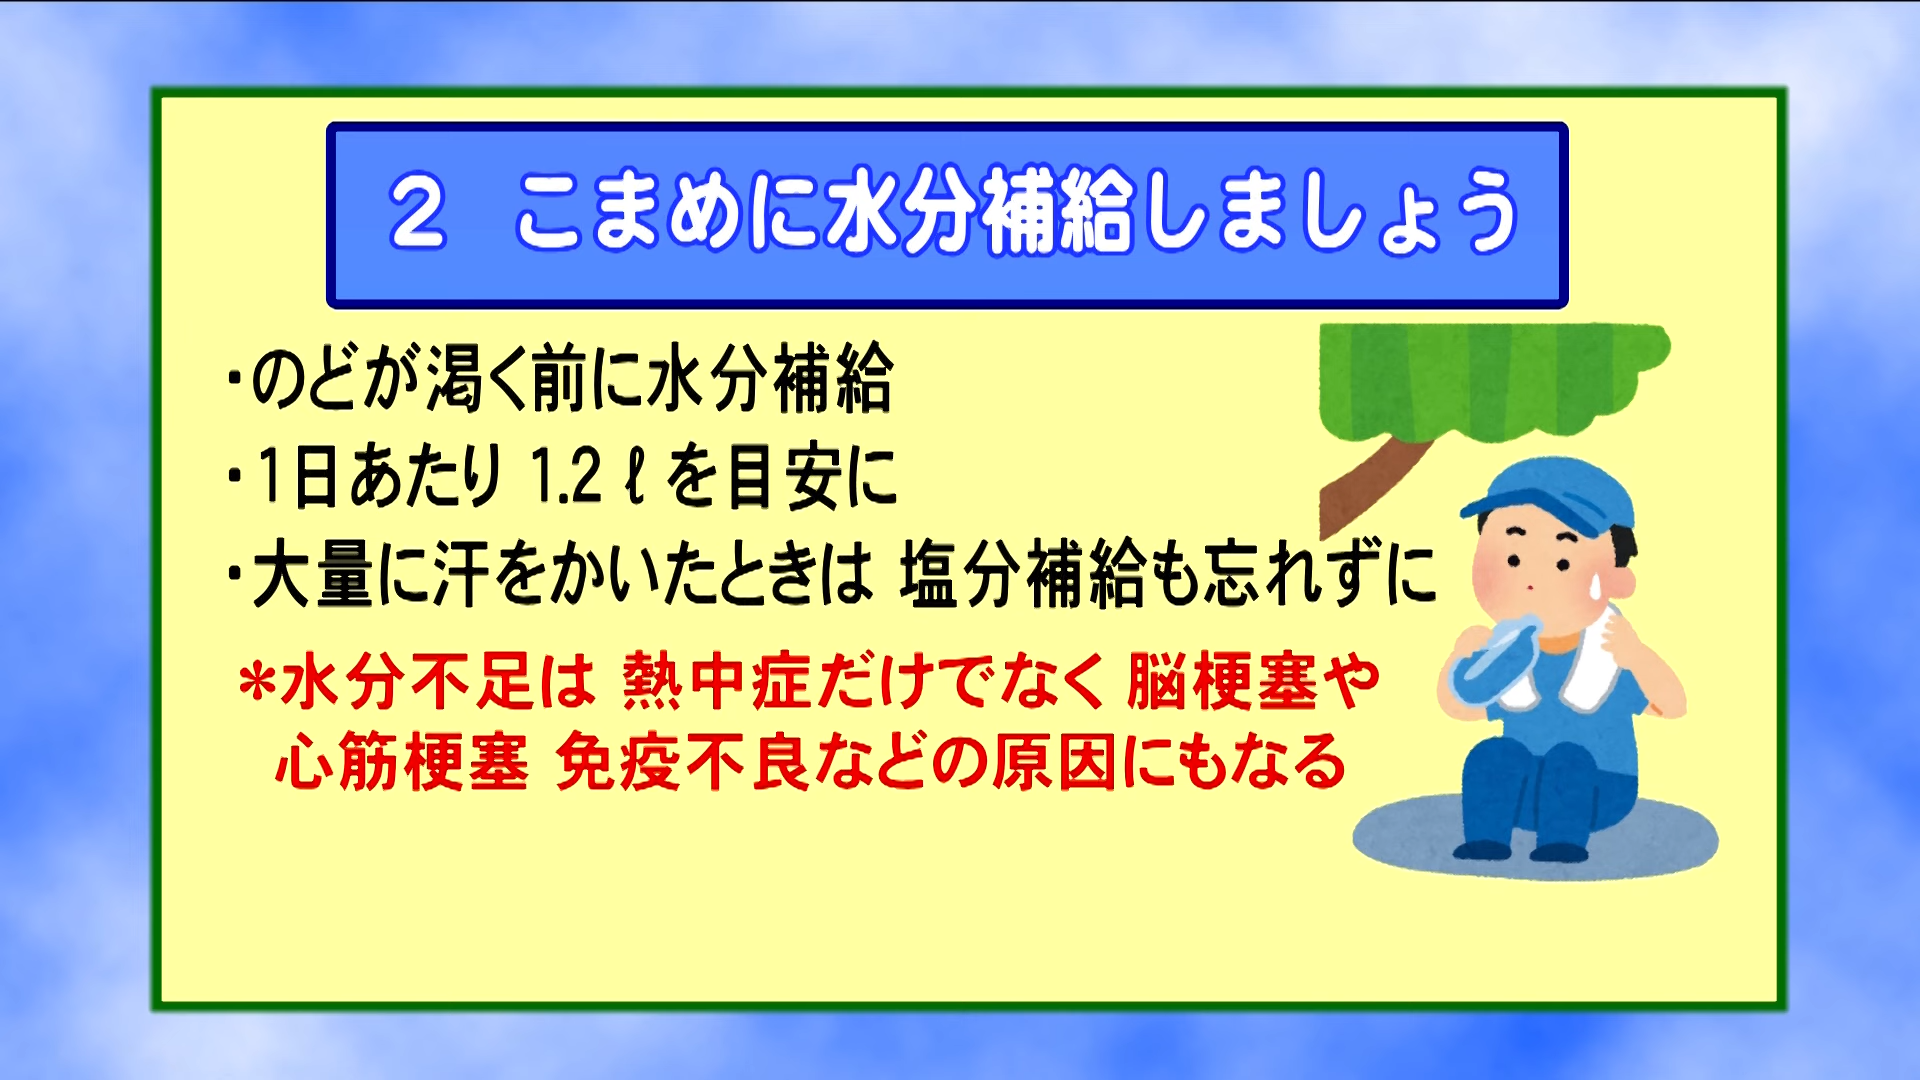 ２　こまめに水分補給しましょう
・のどが渇く前に水分補給
・1日あたり 1.2ℓを目安に
・大量に汗をかいたときは 塩分補給も忘れずに
＊水分不足は 熱中症だけでなく 脳梗塞や
心筋梗塞 免疫不良などの原因にもなる